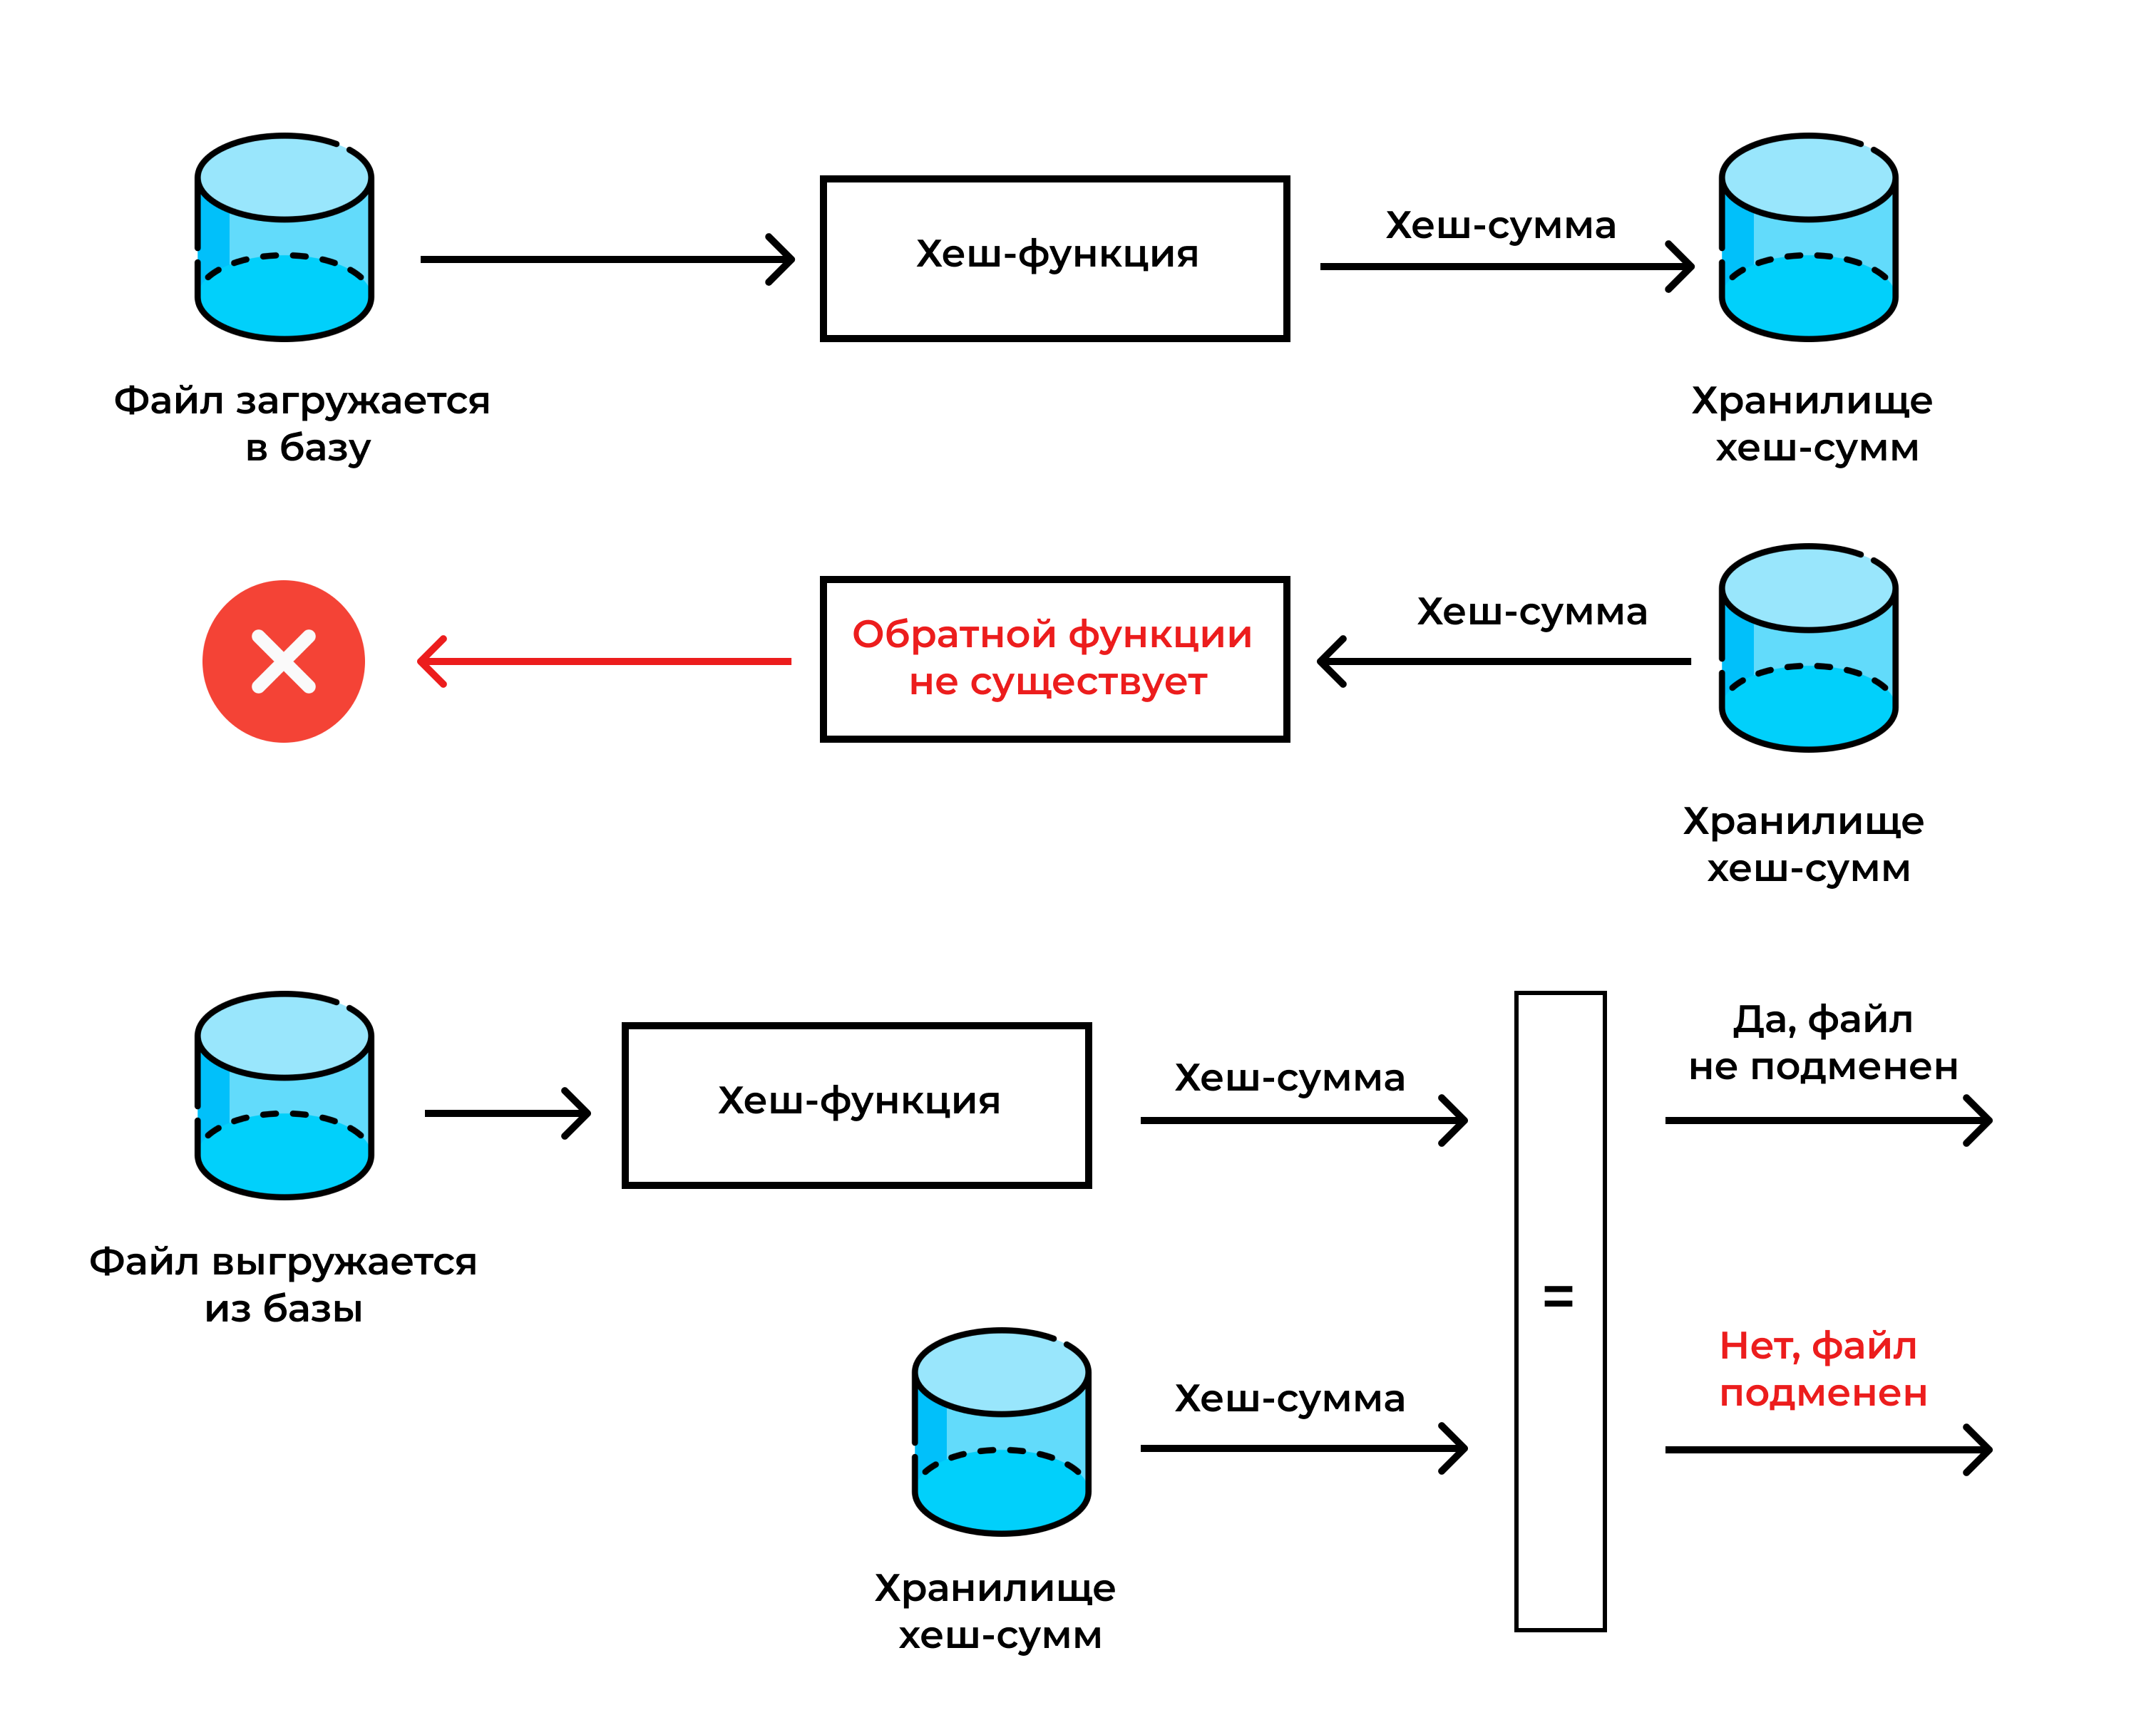 Хеш-функция
Хеш-сумма
Файл загружается
в базу
Хранилище
хеш-сумм
Обратной функции
не существует
Хеш-сумма
Хранилище
хеш-сумм
Хеш-функция
Хеш-сумма
Да, файл
не подменен
Файл выгружается
из базы
=
Хеш-сумма
Нет, файл
подменен
Хранилище
хеш-сумм